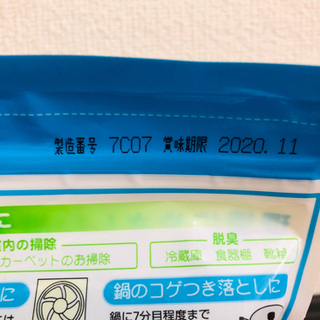 製造番号 7C07 賞味期限 2020.11
に
内の掃除
カーペットのお掃除
脱臭
冷蔵庫 食器棚
に
鍋のコゲつき落としに
鍋に7分目程度まで